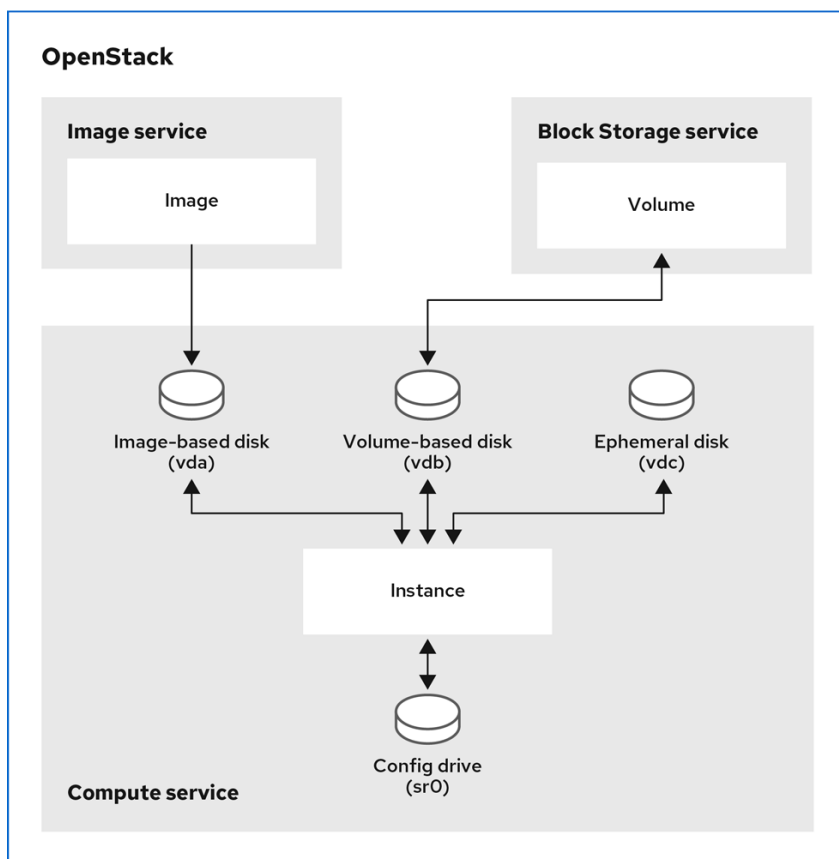 OpenStack
Image service
Block Storage service
Image
Volume
Image-based disk
(vda)
Volume-based disk
(vdb)
Ephemeral disk
(vdc)
Instance
Config drive
(sr0)
Compute service